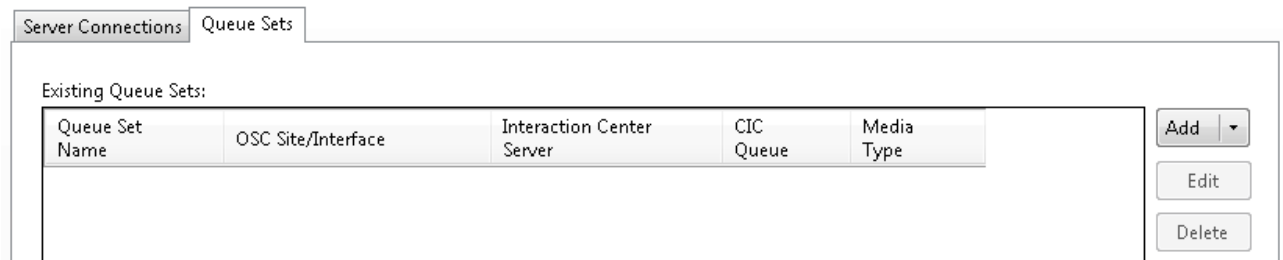 Server Connections
Queue Sets
Existing Queue Sets:
Queue Set
Name
OSC Site/Interface
Interaction Center
Server
CIC
Queue
Media
Type
Add
Edit
Delete